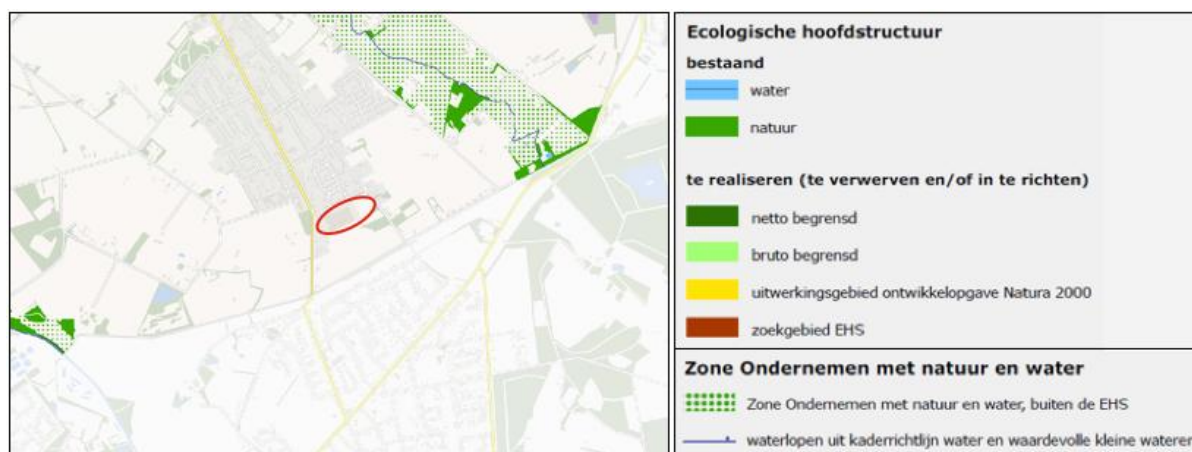 Ecologische hoofdstructuur
bestaand
water
natuur
te realiseren (te verwerven en/of in te richten)
netto begrensd
bruto begrensd
uitwerkingsgebied ontwikkelopgave Natura 2000
zoekgebied EHS
Zone Ondernemen met natuur en water
Zone Ondernemen met natuur en water, buiten de EHS
waterlopen uit kaderrichtlijn water en waardevolle kleine wateren